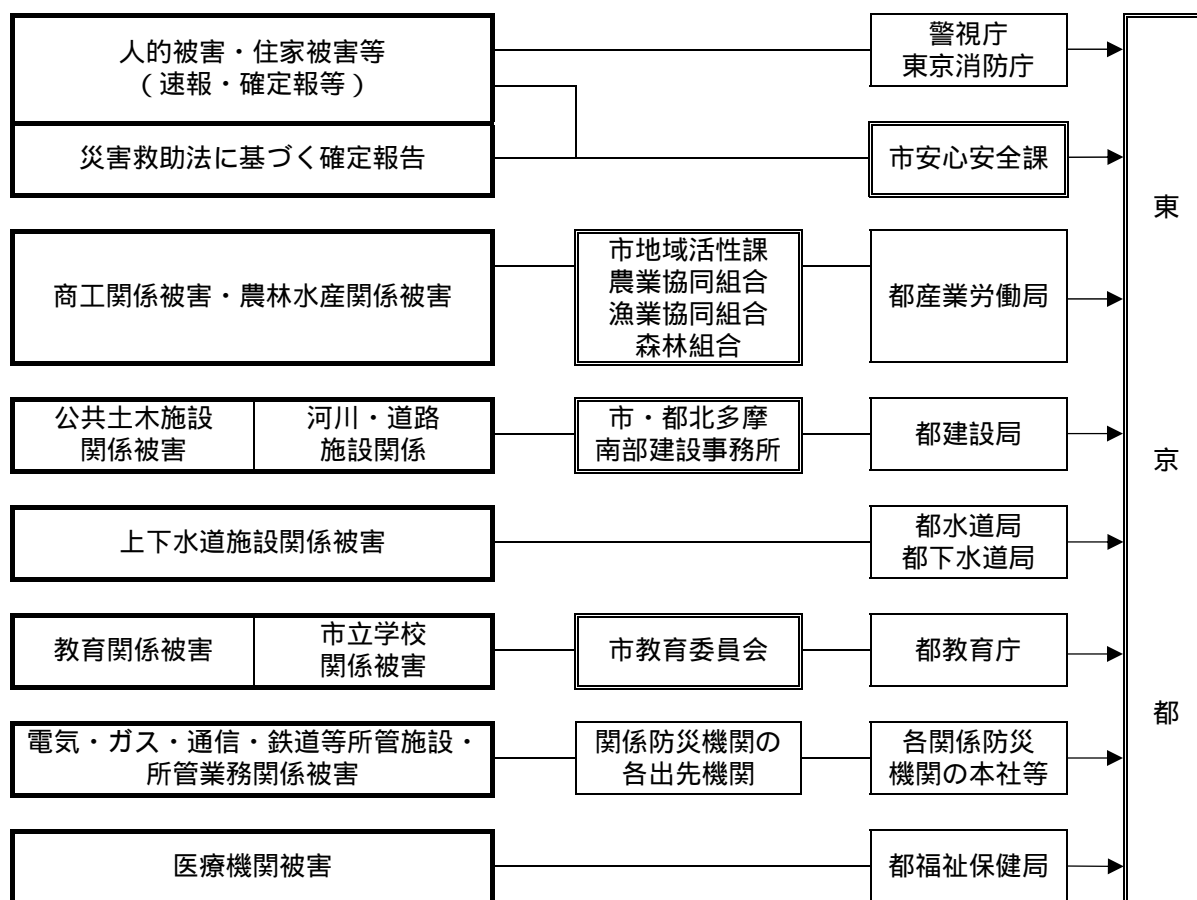 人的被害・住家被害等
（速報・確定報等）
警視庁
東京消防庁
災害救助法に基づく確定報告
市安心安全課
商工関係被害・農林水産関係被害
市地域活性課
農業協同組合
漁業協同組合
森林組合
都産業労働局
公共土木施設
関係被害
河川・道路
施設関係
市・都北多摩
南部建設事務所
都建設局
上下水道施設関係被害
都水道局
都下水道局
教育関係被害
市立学校
関係被害
市教育委員会
都教育庁
電気・ガス・通信・鉄道等所管施設・
所管業務関係被害
関係防災機関の
各出先機関
各関係防災
機関の本社等
医療機関被害
都福祉保健局
東
京
都